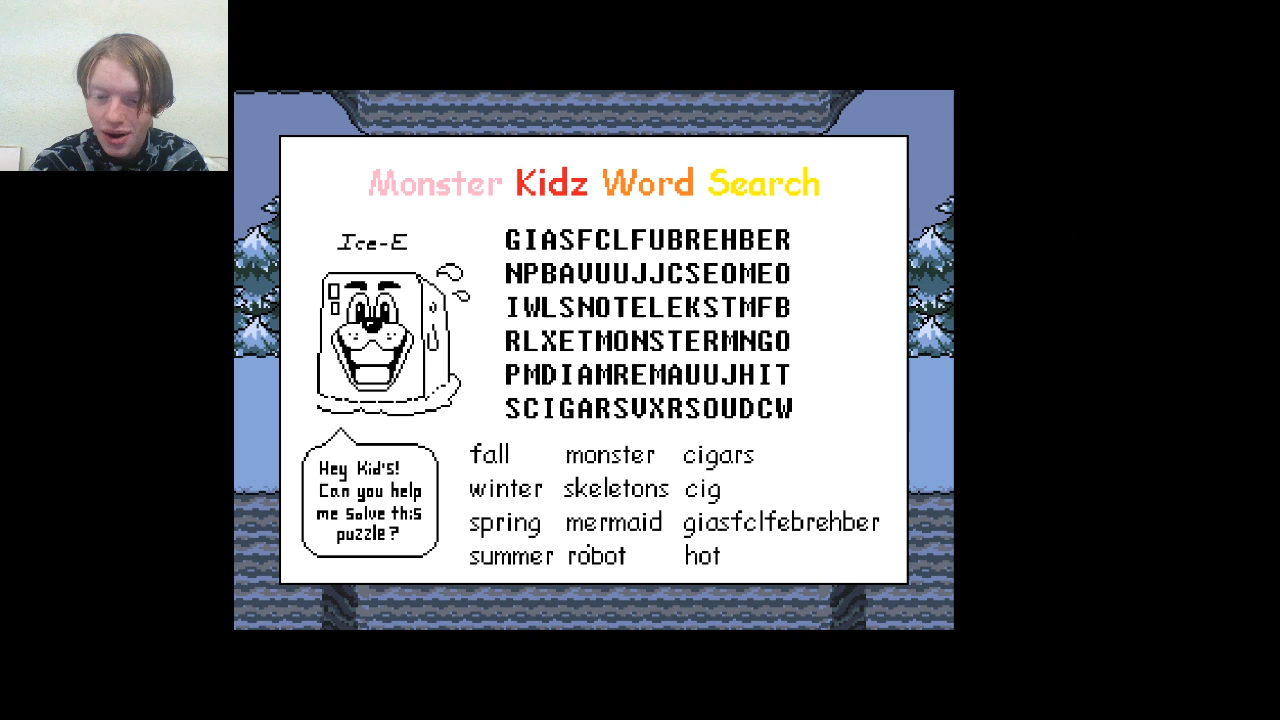 Monster Kidz Word Search
Ice-E
GIASFCLFUBREHBER
NPBAVUUJJCSEOMEO
IWLSNOTELEKSTMFB
RLXETMONSTERMNGO
PMDIAMREMAUUJHIT
SCIGARSVXRSOUDCW
Hey Kid's!
Can you help
me solve this
puzzle?
fall monster cigars
winter skeletons cig
spring mermaid giasfclfebrehber
summer robot hot